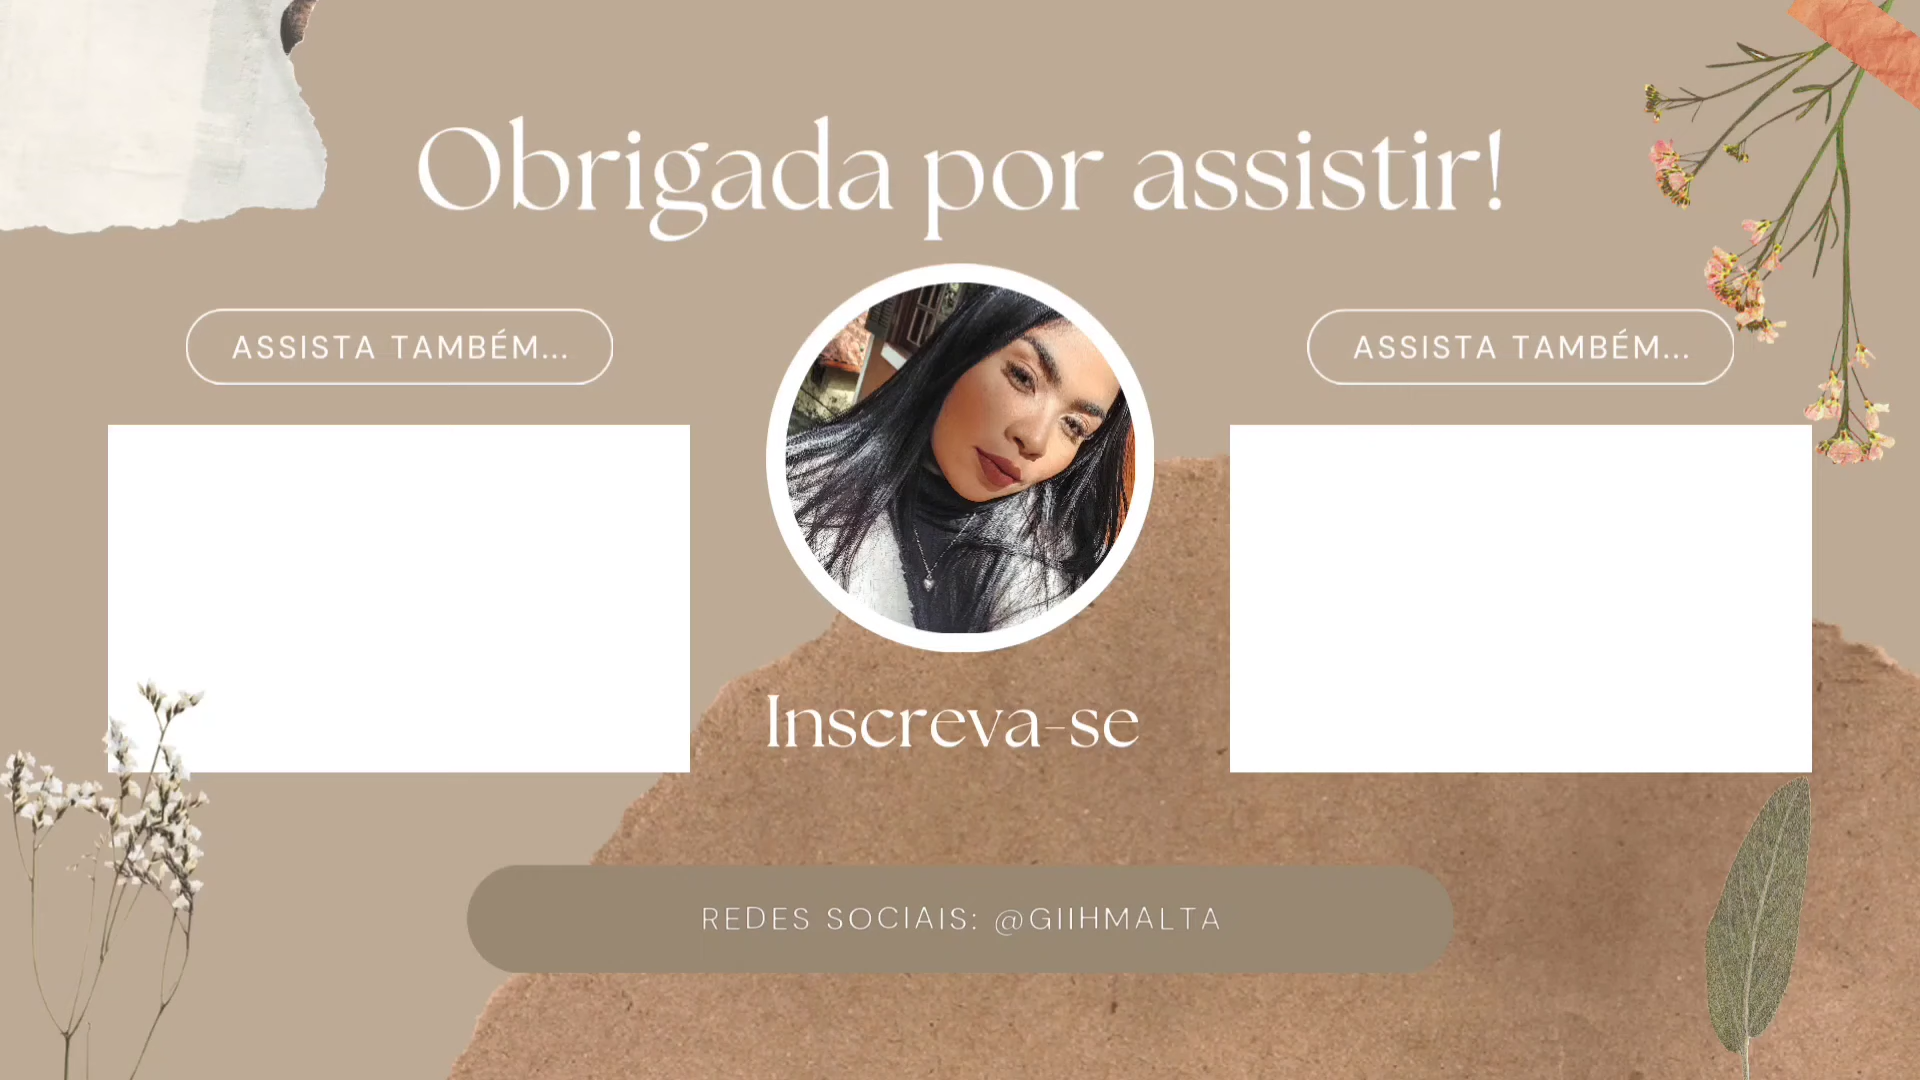 Obrigada por assistir!
ASSISTA TAMBÉM...
ASSISTA TAMBÉM...
Inscreva-se
REDES SOCIAIS: @GIIHMALTA